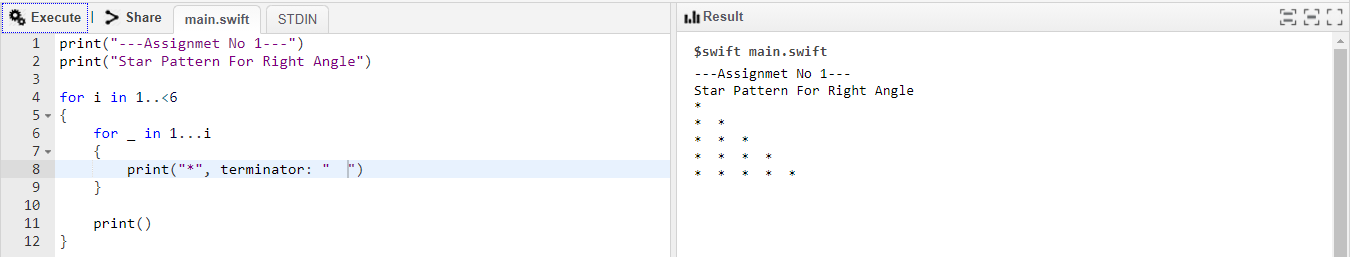 Execute | Share main.swift STDIN
1 print("---Assignmet No 1---")
2 print("Star Pattern For Right Angle")
3
4 for i in 1..<6
5 {
6     for _ in 1...i
7     {
8         print("*", terminator: "  ")
9     }
10
11     print()
12 }
Result
$swift main.swift
---Assignmet No 1---
Star Pattern For Right Angle
*
*  *
*  *  *
*  *  *  *
*  *  *  *  *